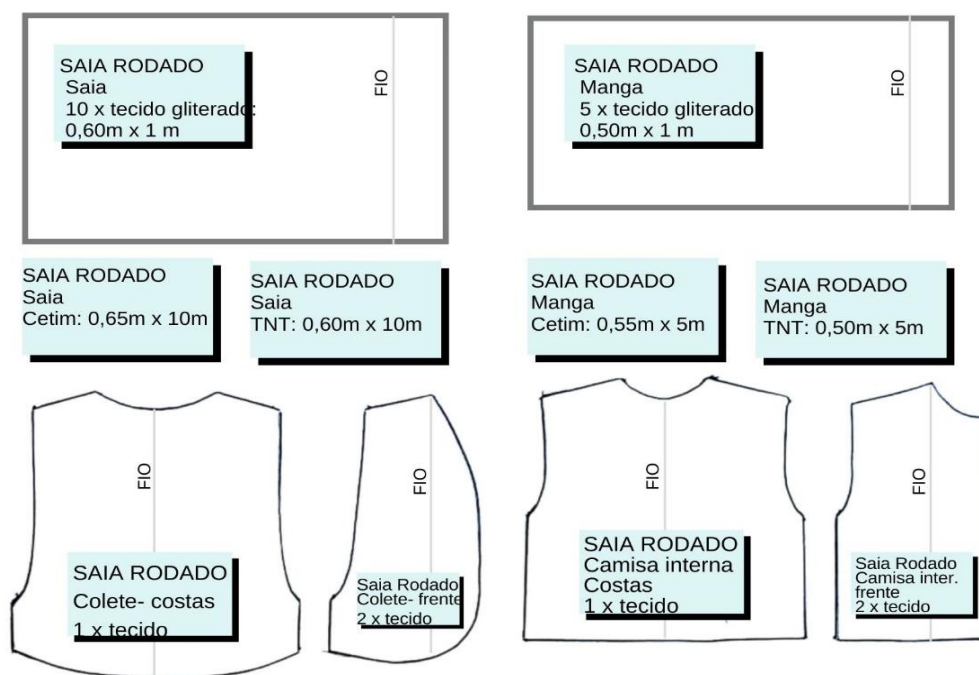 SAIA RODADO
Saia
10 x tecido gliterado:
0,60m x 1 m
FIO
SAIA RODADO
Manga
5 x tecido gliterado
0,50m x 1 m
FIO
SAIA RODADO
Saia
Cetim: 0,65m x 10m
SAIA RODADO
Saia
TNT: 0,60m x 10m
SAIA RODADO
Manga
Cetim: 0,55m x 5m
SAIA RODADO
Manga
TNT: 0,50m x 5m
FIO
SAIA RODADO
Colete- costas
1 x tecido
FIO
Saia Rodado
Colete- frente
2 x tecido
FIO
SAIA RODADO
Camisa interna
Costas
1 x tecido
FIO
Saia Rodado
Camisa inter.
frente
2 x tecido